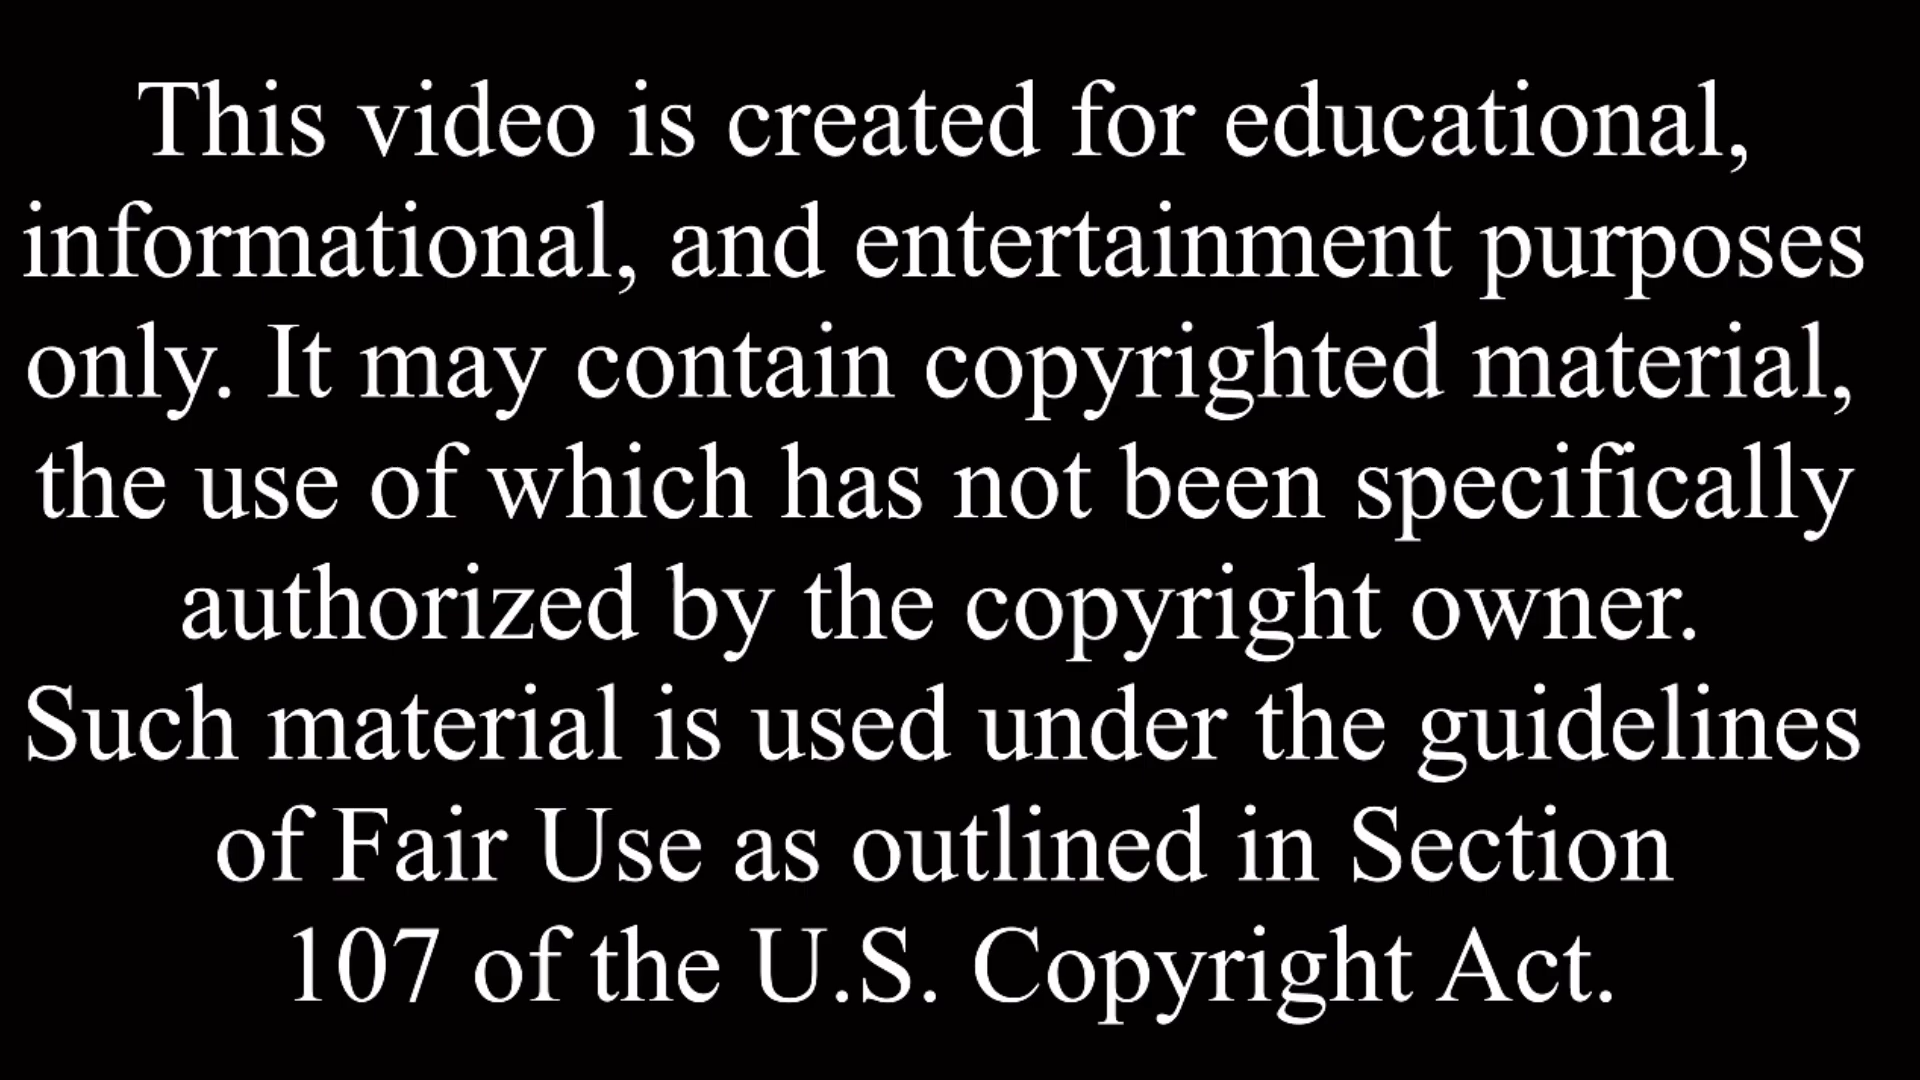 This video is created for educational,
informational, and entertainment purposes
only. It may contain copyrighted material,
the use of which has not been specifically
authorized by the copyright owner.
Such material is used under the guidelines
of Fair Use as outlined in Section
107 of the U.S. Copyright Act.